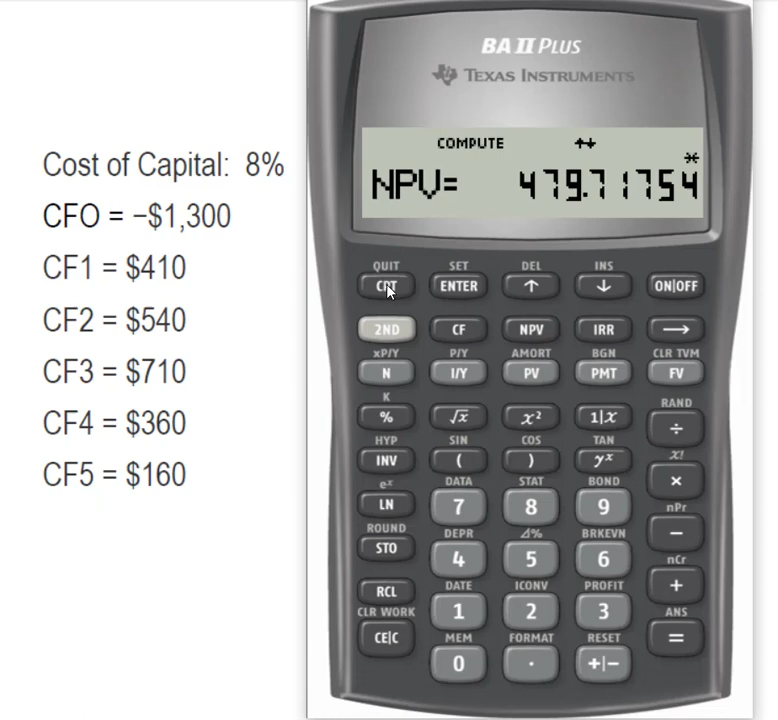 Cost of Capital: 8%
CFO = −$1,300
CF1 = $410
CF2 = $540
CF3 = $710
CF4 = $360
CF5 = $160
BA II PLUS
TEXAS INSTRUMENTS
COMPUTE
NPV= 479.71754
QUIT SET DEL INS
CPT ENTER ↑ ↓ ON|OFF
2ND CF NPV IRR →
xP/Y P/Y AMORT BGN CLR TVM
N I/Y PV PMT FV
K RAND
% √x x² 1|x ÷
HYP SIN COS TAN x!
INV ( ) yˣ ×
eˣ DATA STAT BOND nPr
LN 7 8 9 −
ROUND DEPR Δ% BRKEVN nCr
STO 4 5 6 +
DATE ICONV PROFIT ANS
RCL 1 2 3 =
CLR WORK MEM FORMAT RESET
CE|C 0 . +|−